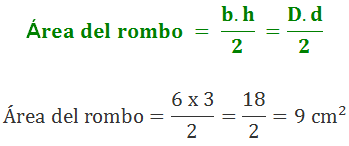 Área del rombo = b.h/2 = D.d/2
Área del rombo = 6 x 3/2 = 18/2 = 9 cm²